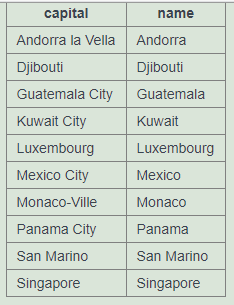 capital name
Andorra la Vella Andorra
Djibouti Djibouti
Guatemala City Guatemala
Kuwait City Kuwait
Luxembourg Luxembourg
Mexico City Mexico
Monaco-Ville Monaco
Panama City Panama
San Marino San Marino
Singapore Singapore